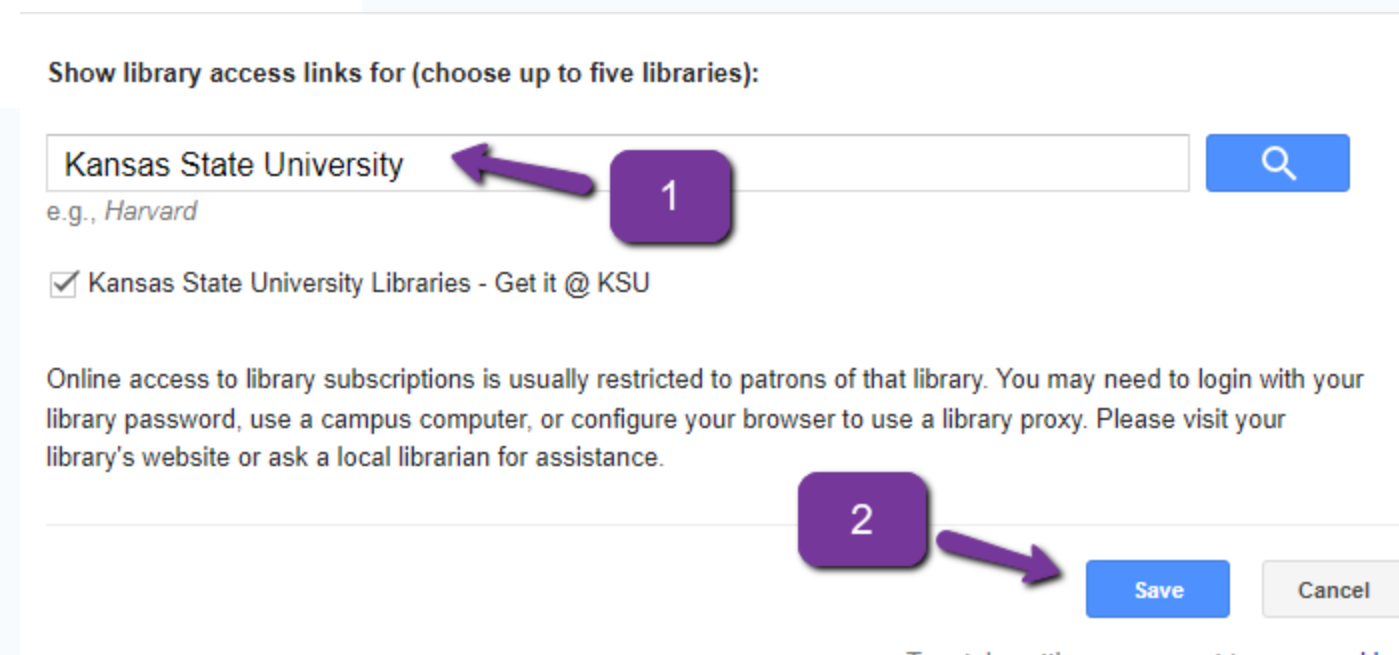 Show library access links for (choose up to five libraries):
Kansas State University
1
e.g., Harvard
Kansas State University Libraries - Get it @ KSU
Online access to library subscriptions is usually restricted to patrons of that library. You may need to login with your
library password, use a campus computer, or configure your browser to use a library proxy. Please visit your
library's website or ask a local librarian for assistance.
2
Save
Cancel